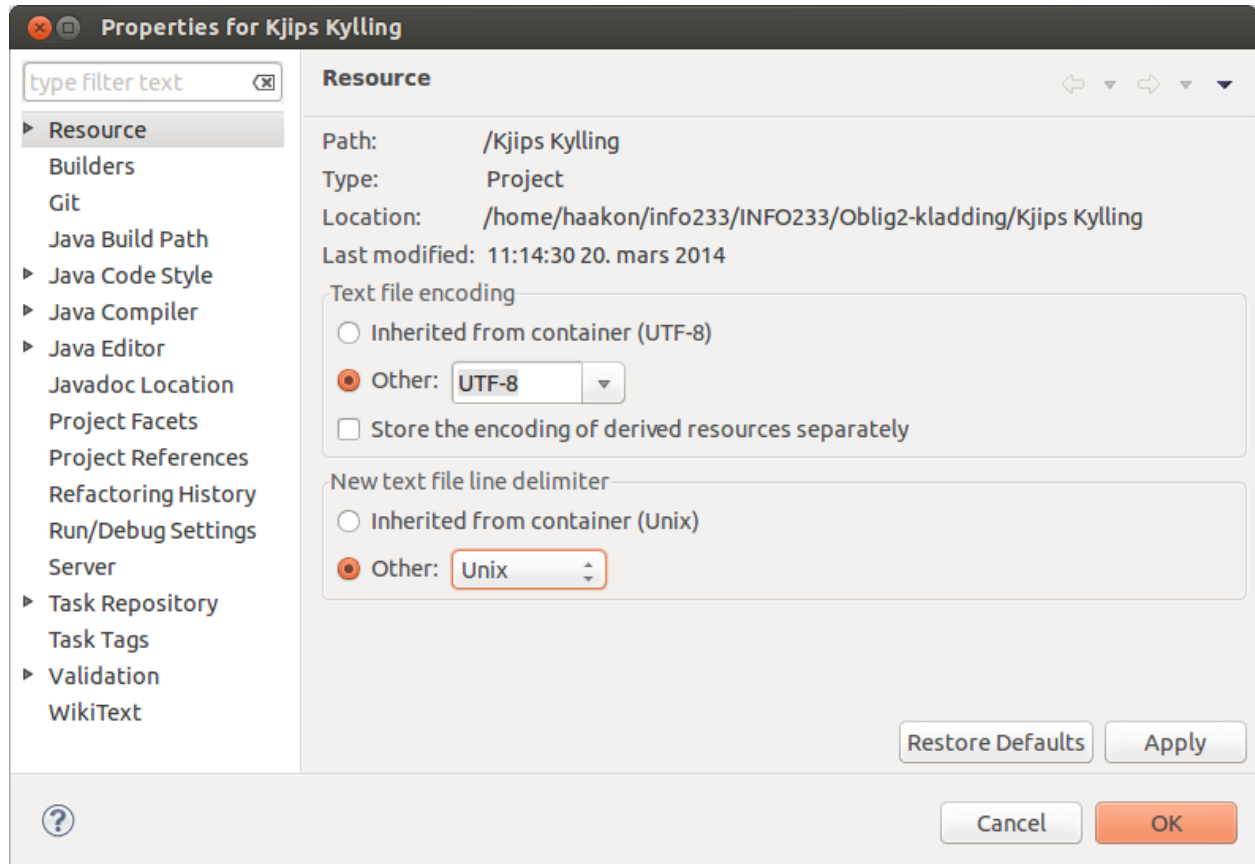 Properties for Kjips Kylling
type filter text
Resource
Builders
Git
Java Build Path
Java Code Style
Java Compiler
Java Editor
Javadoc Location
Project Facets
Project References
Refactoring History
Run/Debug Settings
Server
Task Repository
Task Tags
Validation
WikiText
Resource
Path: /Kjips Kylling
Type: Project
Location: /home/haakon/info233/INFO233/Oblig2-kladding/Kjips Kylling
Last modified: 11:14:30 20. mars 2014
Text file encoding
Inherited from container (UTF-8)
Other: UTF-8
Store the encoding of derived resources separately
New text file line delimiter
Inherited from container (Unix)
Other: Unix
Restore Defaults Apply
? Cancel OK